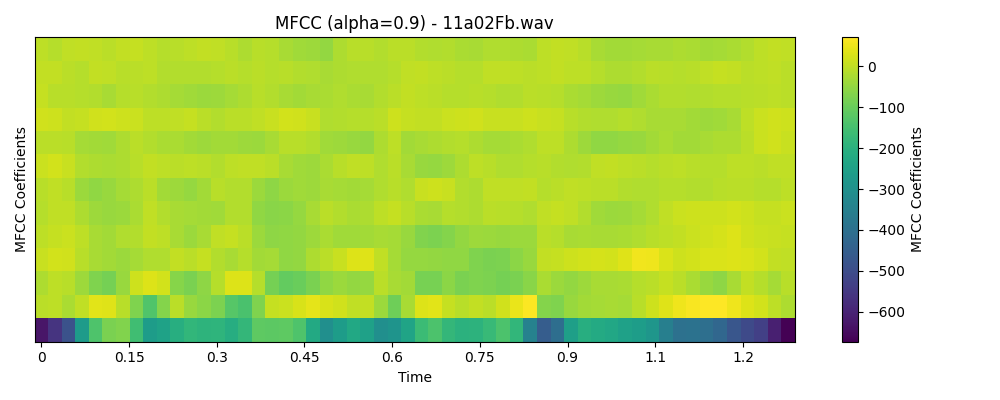 MFCC (alpha=0.9) - 11a02Fb.wav
MFCC Coefficients
0 0.15 0.3 0.45 0.6 0.75 0.9 1.1 1.2
Time
0
−100
−200
−300
−400
−500
−600
MFCC Coefficients